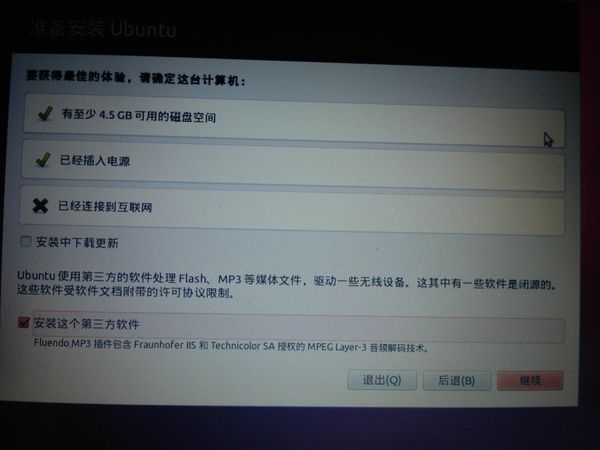 准备安装 Ubuntu
要获得最佳的体验，请确定这台计算机：
有至少 4.5 GB 可用的磁盘空间
已经插入电源
已经连接到互联网
安装中下载更新
Ubuntu 使用第三方的软件处理 Flash、MP3 等媒体文件，驱动一些无线设备。这其中有一些软件是闭源的。
这些软件受软件文档附带的许可协议限制。
安装这个第三方软件
Fluendo,MP3 插件包含 Fraunhofer IIS 和 Technicolor SA 授权的 MPEG Layer-3 音频解码技术。
退出(Q)
后退(B)
继续